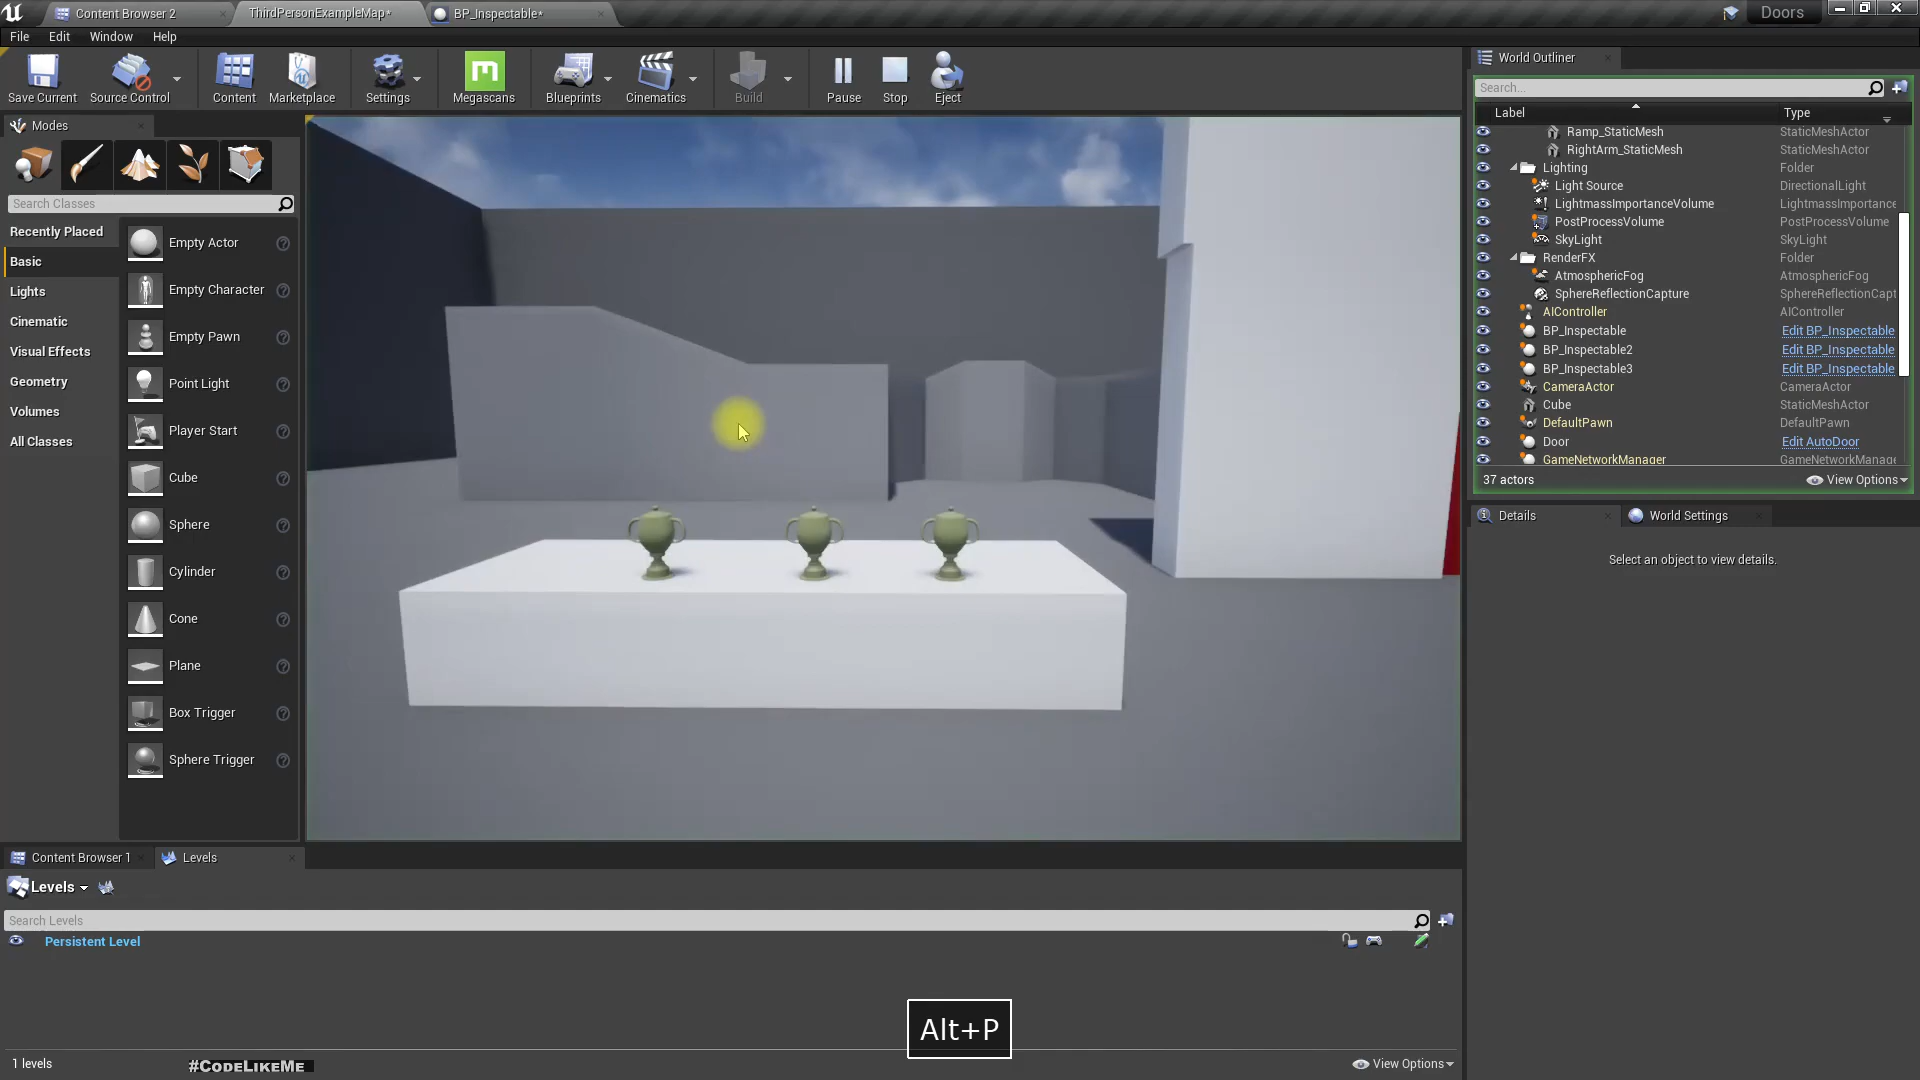 Content Browser 2
ThirdPersonExampleMap*
BP_Inspectable*
Doors
File
Edit
Window
Help
Save Current
Source Control
Content
Marketplace
Settings
Megascans
Blueprints
Cinematics
Build
Pause
Stop
Eject
Modes
Search Classes
Recently Placed
Basic
Lights
Cinematic
Visual Effects
Geometry
Volumes
All Classes
Empty Actor
Empty Character
Empty Pawn
Point Light
Player Start
Cube
Sphere
Cylinder
Cone
Plane
Box Trigger
Sphere Trigger
World Outliner
Search...
Label Type
Ramp_StaticMesh StaticMeshActor
RightArm_StaticMesh StaticMeshActor
Lighting Folder
Light Source DirectionalLight
LightmassImportanceVolume LightmassImportance
PostProcessVolume PostProcessVolume
SkyLight SkyLight
RenderFX Folder
AtmosphericFog AtmosphericFog
SphereReflectionCapture SphereReflectionCapt
AIController AIController
BP_Inspectable Edit BP_Inspectable
BP_Inspectable2 Edit BP_Inspectable
BP_Inspectable3 Edit BP_Inspectable
CameraActor CameraActor
Cube StaticMeshActor
DefaultPawn DefaultPawn
Door Edit AutoDoor
GameNetworkManager GameNetworkManage
37 actors
View Options
Details
World Settings
Select an object to view details.
Content Browser 1
Levels
Levels
Search Levels
Persistent Level
Alt+P
1 levels
#CodeLikeMe
View Options